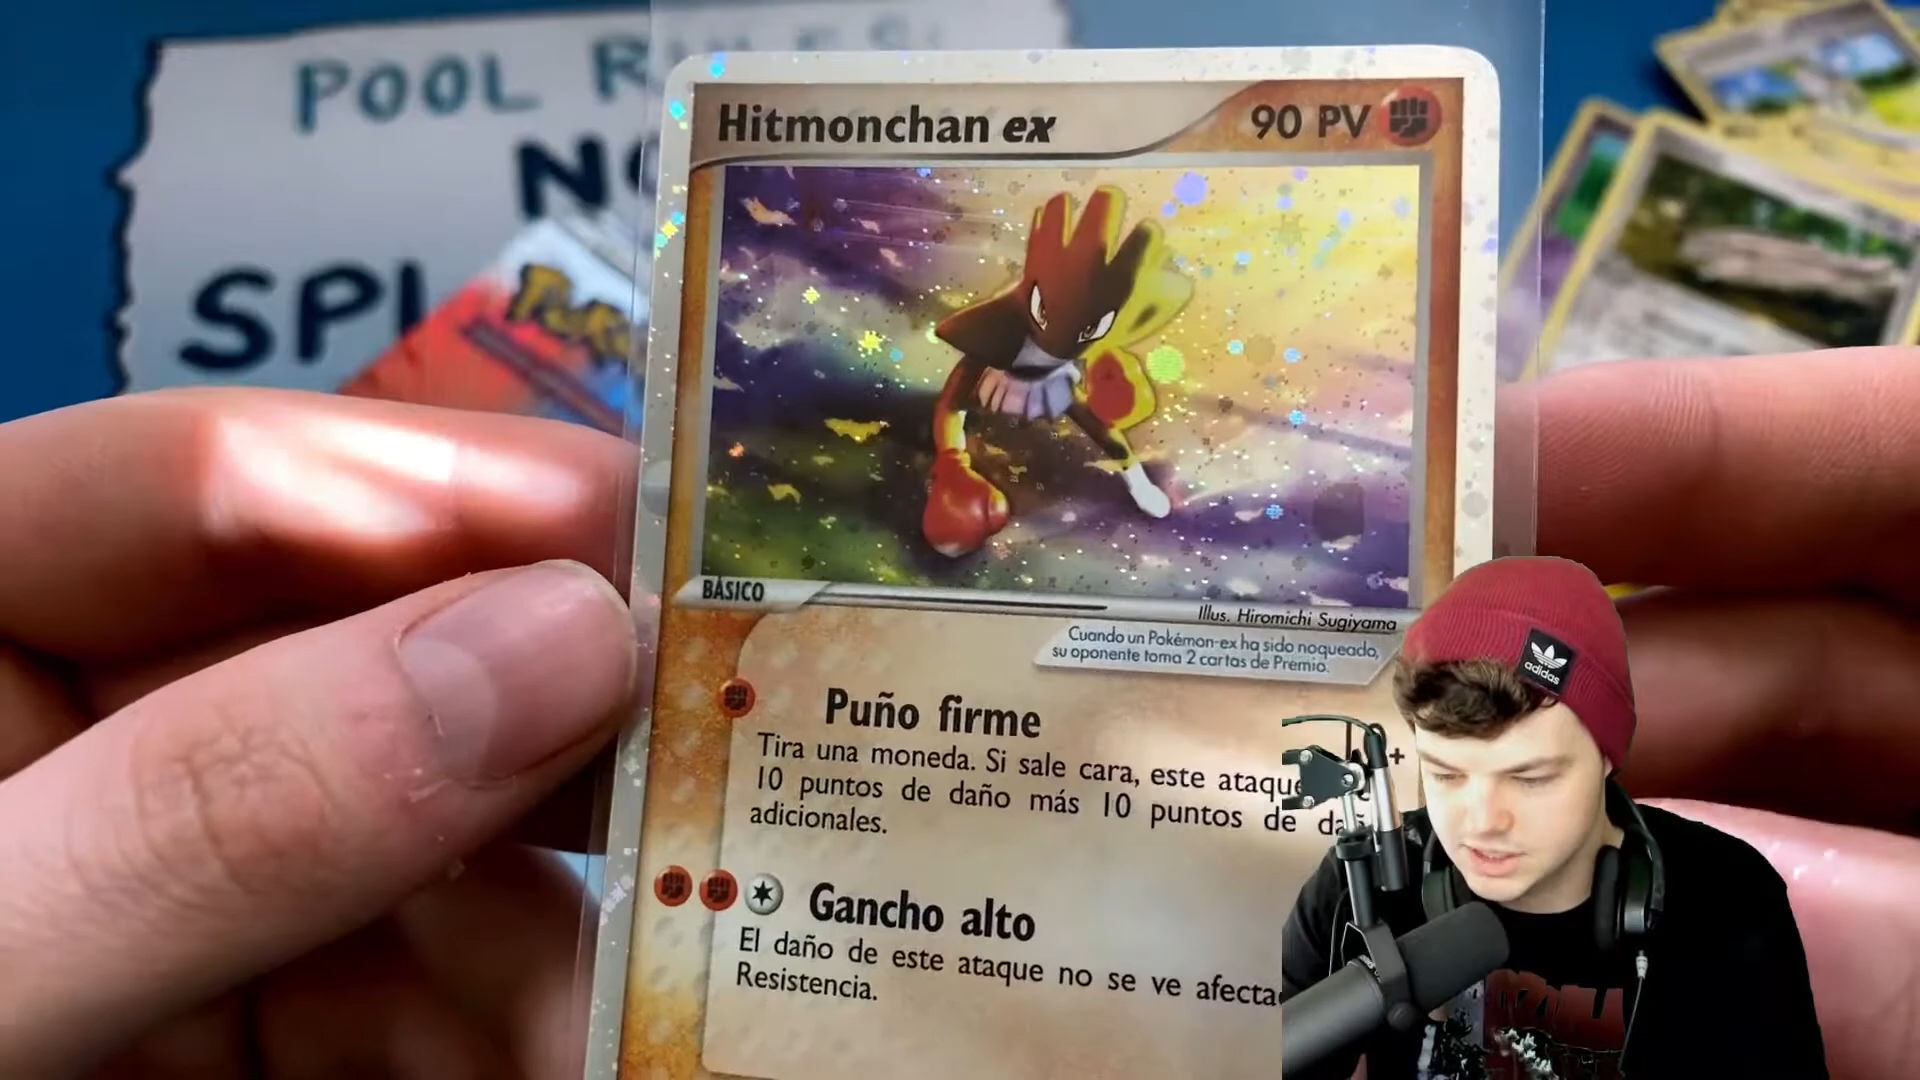 POOL
NO
SPI
Hitmonchan ex
90 PV
BÁSICO
Illus. Hiromichi Sugiyama
Cuando un Pokémon-ex ha sido noqueado,
su oponente toma 2 cartas de Premio.
Puño firme
+
Tira una moneda. Si sale cara, este ataque
10 puntos de daño más 10 puntos de
adicionales.
Gancho alto
El daño de este ataque no se ve
Resistencia.
adidas